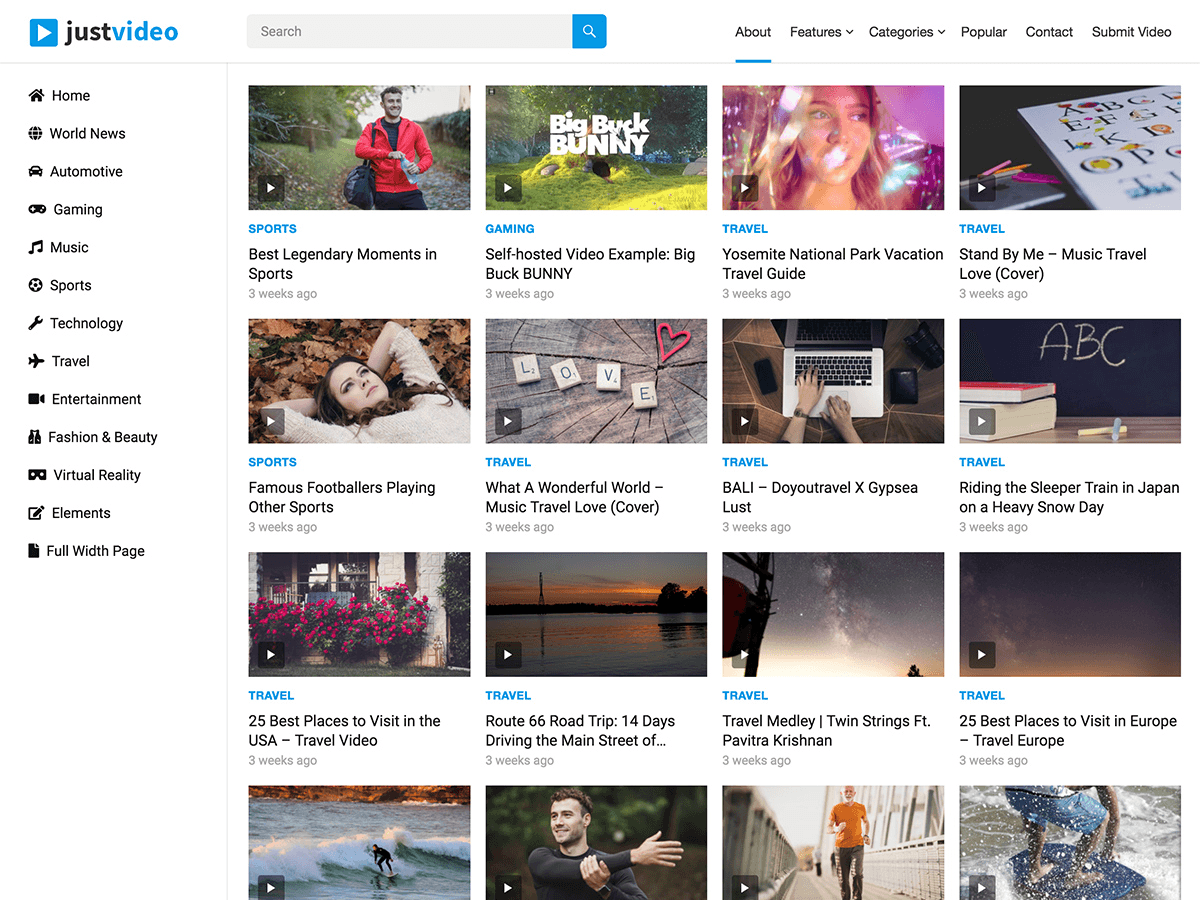 justvideo
Search
About
Features
Categories
Popular
Contact
Submit Video
Home
World News
Automotive
Gaming
Music
Sports
Technology
Travel
Entertainment
Fashion & Beauty
Virtual Reality
Elements
Full Width Page
SPORTS
Best Legendary Moments in
Sports
3 weeks ago
Big Buck
BUNNY
GAMING
Self-hosted Video Example: Big
Buck BUNNY
3 weeks ago
TRAVEL
Yosemite National Park Vacation
Travel Guide
3 weeks ago
TRAVEL
Stand By Me – Music Travel
Love (Cover)
3 weeks ago
SPORTS
Famous Footballers Playing
Other Sports
3 weeks ago
L O V E
TRAVEL
What A Wonderful World –
Music Travel Love (Cover)
3 weeks ago
TRAVEL
BALI – Doyoutravel X Gypsea
Lust
3 weeks ago
ABC
TRAVEL
Riding the Sleeper Train in Japan
on a Heavy Snow Day
3 weeks ago
TRAVEL
25 Best Places to Visit in the
USA – Travel Video
3 weeks ago
TRAVEL
Route 66 Road Trip: 14 Days
Driving the Main Street of...
3 weeks ago
TRAVEL
Travel Medley | Twin Strings Ft.
Pavitra Krishnan
3 weeks ago
TRAVEL
25 Best Places to Visit in Europe
– Travel Europe
3 weeks ago